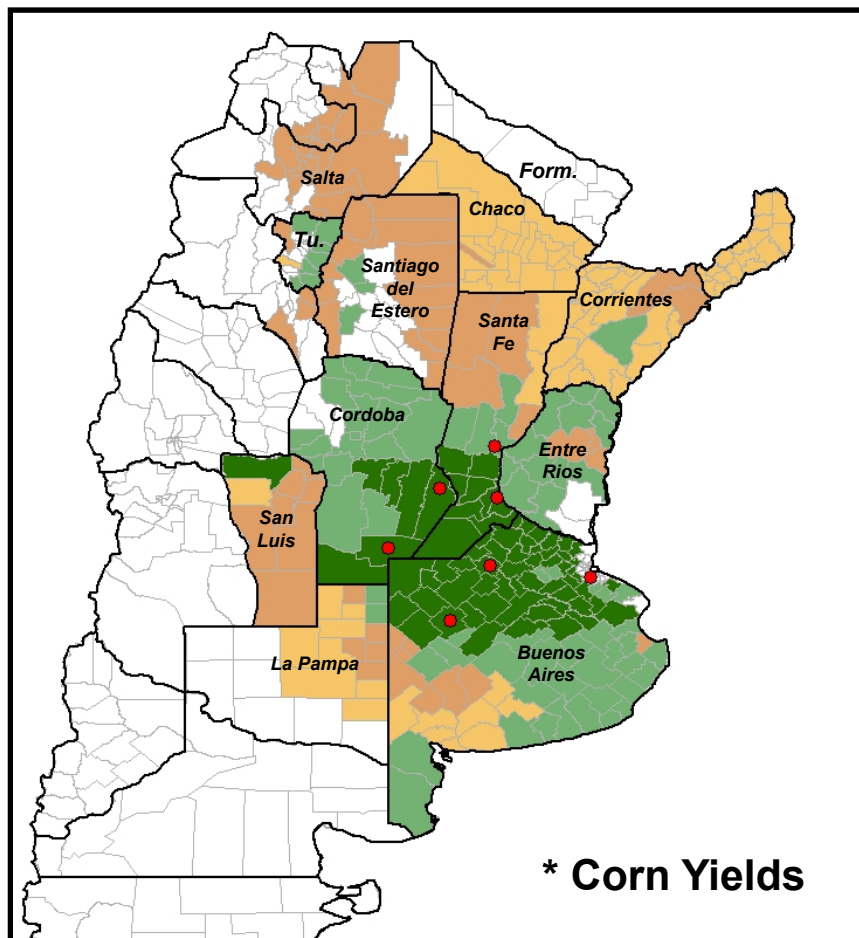 Salta
Form.
Chaco
Tu.
Santiago
del
Estero
Corrientes
Santa
Fe
Cordoba
Entre
Rios
San
Luis
La Pampa
Buenos
Aires
* Corn Yields